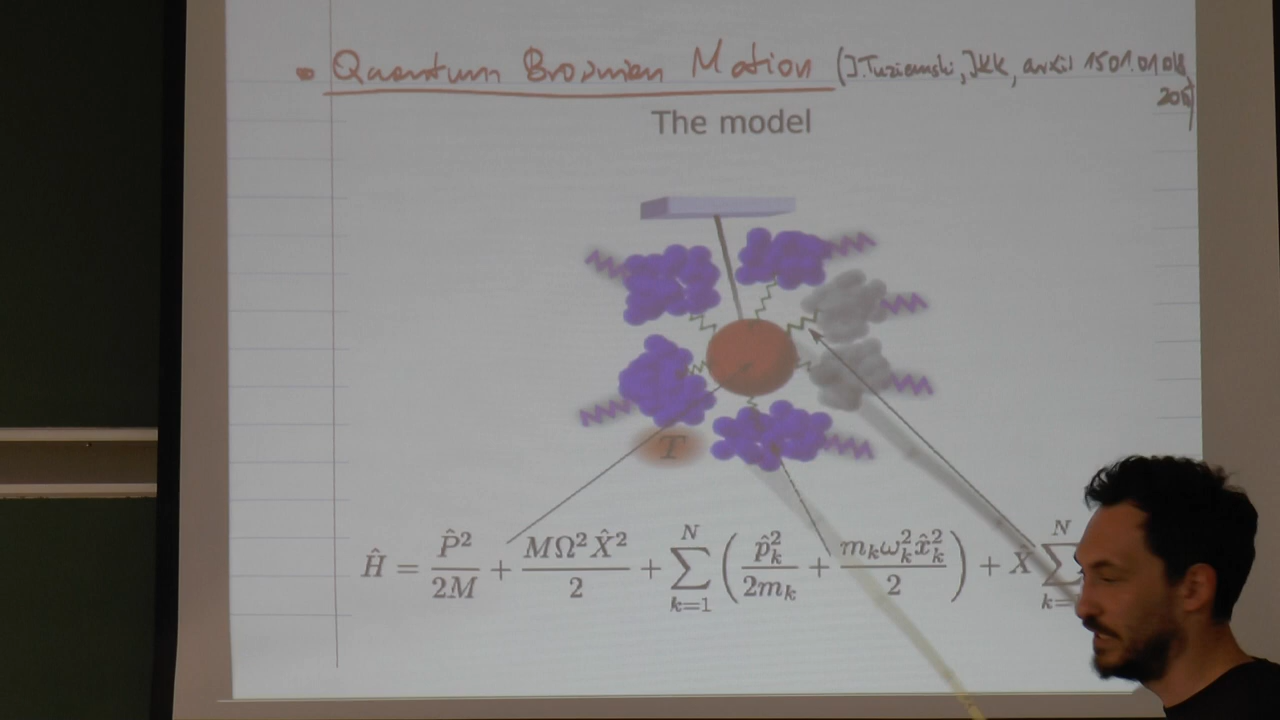 • Quantum Brownian Motion (J.Tuziemski, JKK, arxiv 1501.01018
2015)
The model
T
Ĥ = P̂²/2M + MΩ²X̂²/2 + ∑_{k=1}^{N} ( p̂_k²/2m_k + m_kω_k²x̂_k²/2 ) + X ∑_{k=}^{N}